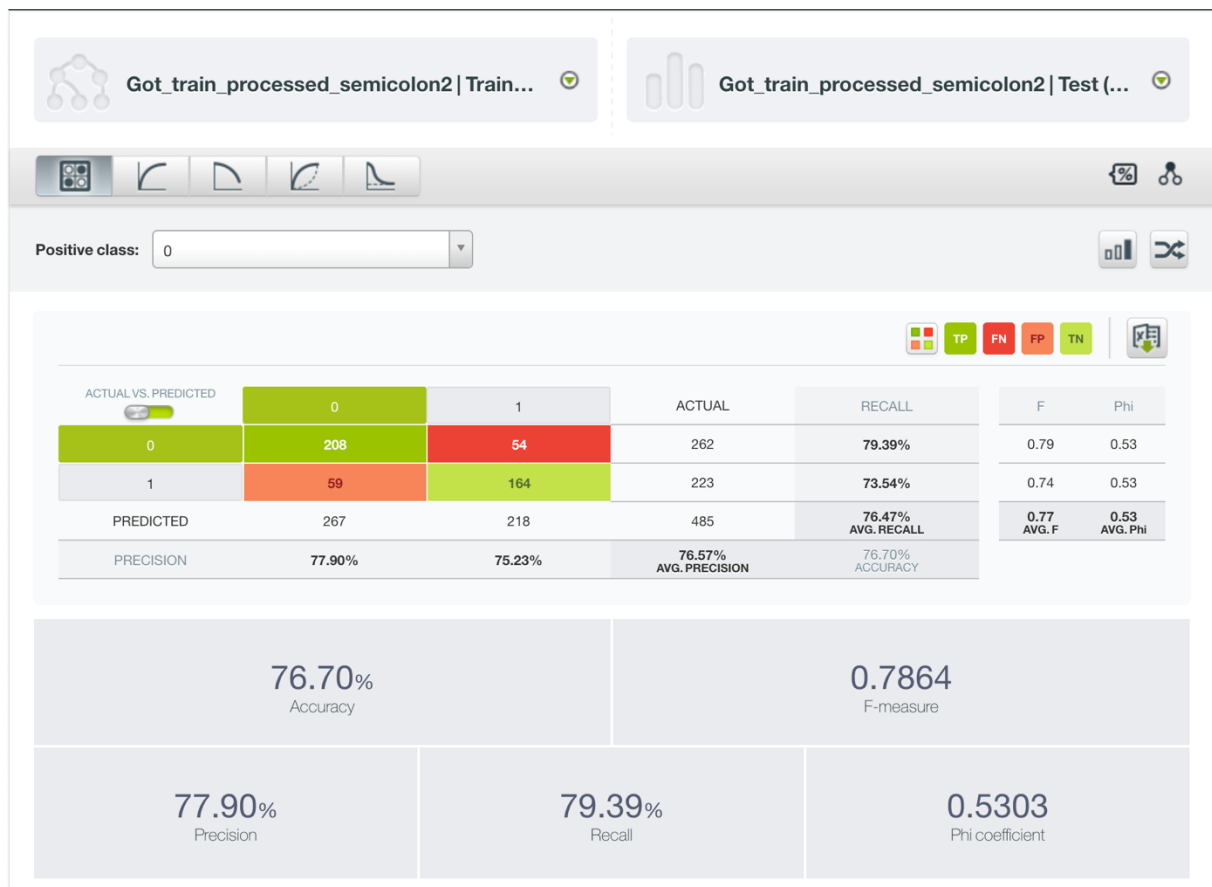 Got_train_processed_semicolon2 | Train... Got_train_processed_semicolon2 | Test (...
Positive class: 0
TP FN FP TN
ACTUAL VS. PREDICTED 0 1 ACTUAL RECALL F Phi
0 208 54 262 79.39% 0.79 0.53
1 59 164 223 73.54% 0.74 0.53
PREDICTED 267 218 485 76.47% 0.77 0.53
AVG. RECALL AVG. F AVG. Phi
PRECISION 77.90% 75.23% 76.57% 76.70%
AVG. PRECISION ACCURACY
76.70% 0.7864
Accuracy F-measure
77.90% 79.39% 0.5303
Precision Recall Phi coefficient